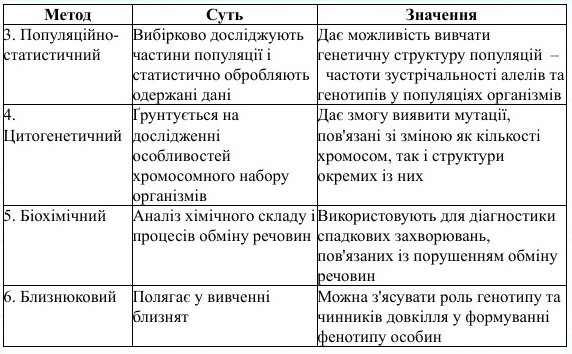 Метод Суть Значення
3. Популяційно-
статистичний
Вибірково досліджують
частини популяції і
статистично обробляють
одержані дані
Дає можливість вивчати
генетичну структуру популяцій –
частоти зустрічальності алелів та
генотипів у популяціях організмів
4.
Цитогенетичний
Ґрунтується на
дослідженні
особливостей
хромосомного набору
організмів
Дає змогу виявити мутації,
пов'язані зі зміною як кількості
хромосом, так і структури
окремих із них
5. Біохімічний
Аналіз хімічного складу і
процесів обміну речовин
Використовують для діагностики
спадкових захворювань,
пов'язаних із порушенням обміну
речовин
6. Близнюковий
Полягає у вивченні
близнят
Можна з'ясувати роль генотипу та
чинників довкілля у формуванні
фенотипу особин